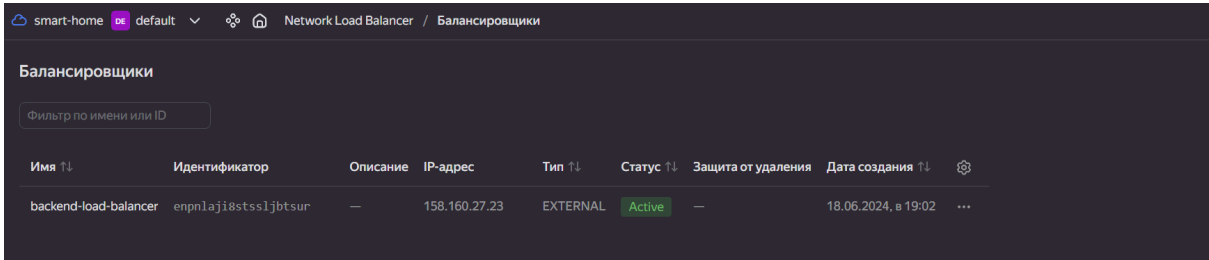 smart-home DE default Network Load Balancer / Балансировщики
Балансировщики
Фильтр по имени или ID
Имя Идентификатор Описание IP-адрес Тип Статус Защита от удаления Дата создания
backend-load-balancer enpnlaji8stssljbtsur — 158.160.27.23 EXTERNAL Active — 18.06.2024, в 19:02